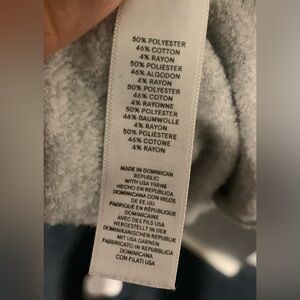 50% POLYESTER
46% COTTON
4% RAYON
50% POLIESTER
46% ALGODON
4% RAYON
50% POLYESTER
46% COTON
4% RAYONNE
50% POLYESTER
46% BAUMWOLLE
4% RAYON
50% POLIESTERE
46% COTONE
4% RAYON
MADE IN DOMINICAN
REPUBLIC
WITH USA YARNS
HECHO EN REPUBLICA
DOMINICANA CON HILOS
DE EE.UU.
FABRIQUÉ EN RÉPUBLIQUE
DOMINICAINE
AVEC DES FILS USA
HERGESTELLT IN DER
DOMINIKANISCHEN REPUBLIK
MIT USA GARNEN
FABBRICATO IN REPUBBLICA
DOMINICANA
CON FILATI USA